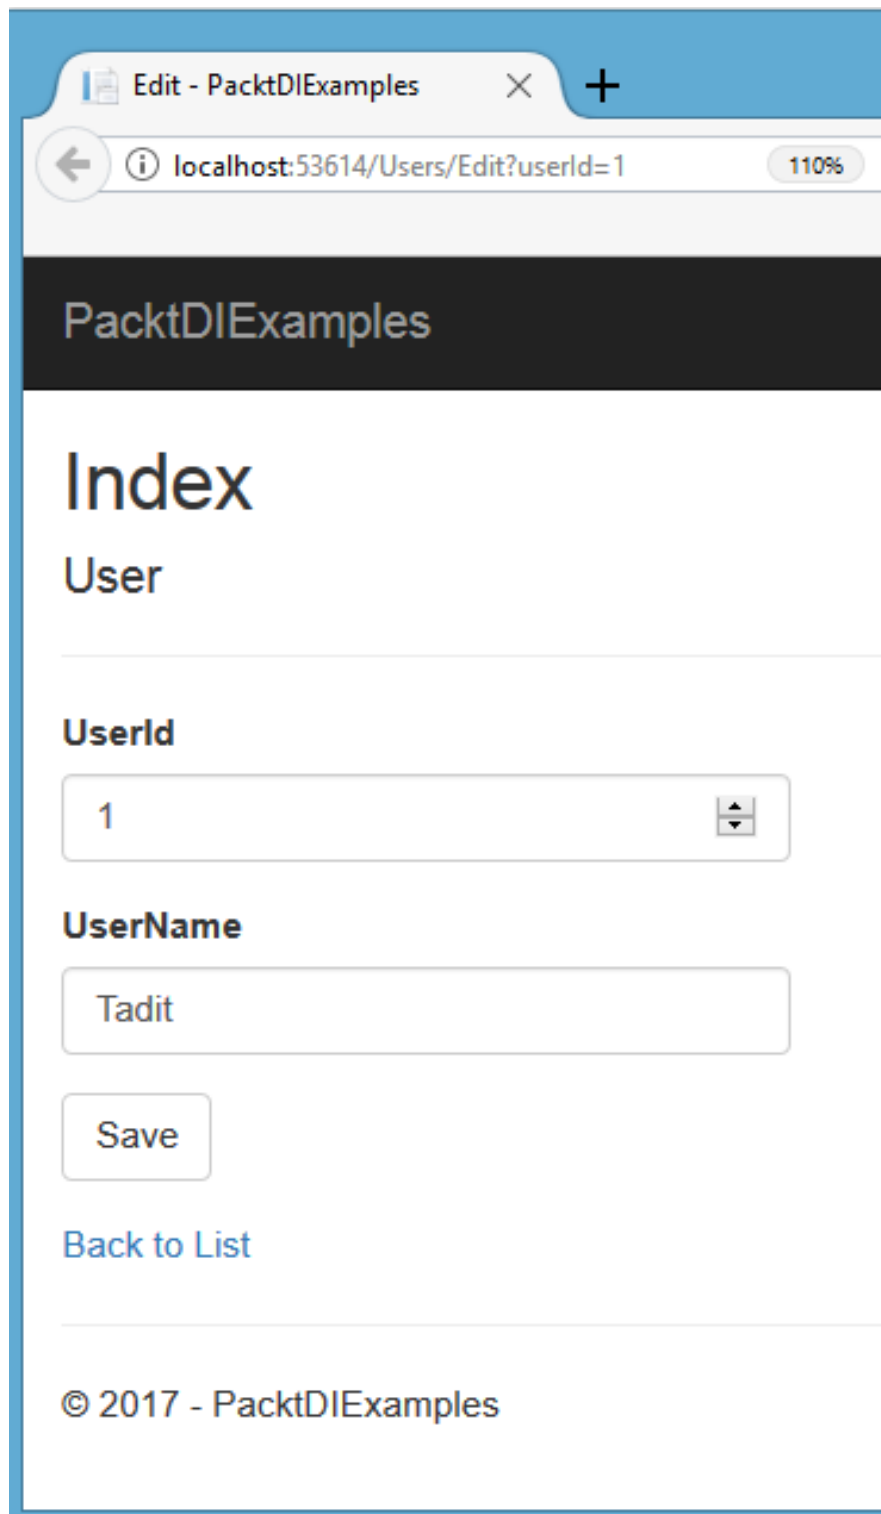 Edit - PacktDIExamples
localhost:53614/Users/Edit?userId=1 110%
PacktDIExamples
Index
User
UserId
1
UserName
Tadit
Save
Back to List
© 2017 - PacktDIExamples